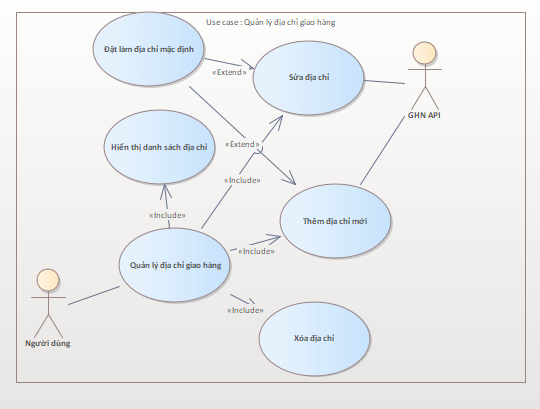 Use case : Quản lý địa chỉ giao hàng
Đặt làm địa chỉ mặc định
«Extend»
Sửa địa chỉ
GHN API
Hiển thị danh sách địa chỉ
«Extend»
«Include»
«Include»
Thêm địa chỉ mới
«Include»
Quản lý địa chỉ giao hàng
«Include»
Xóa địa chỉ
Người dùng